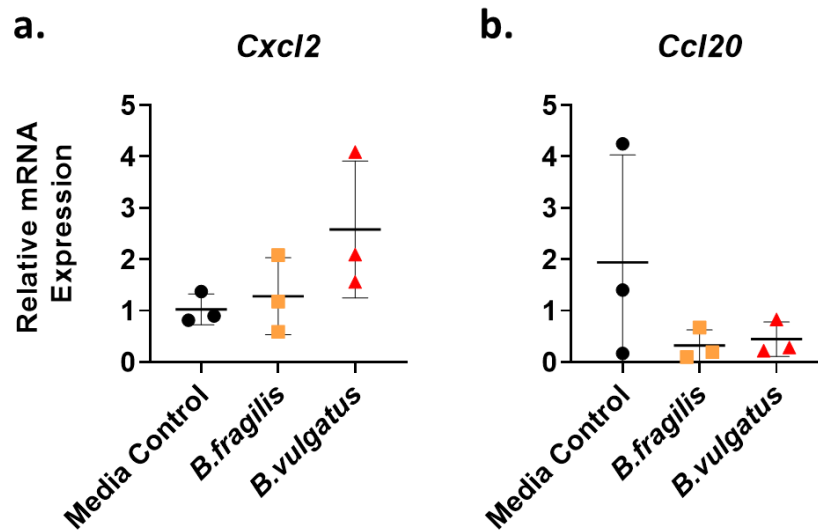 a.
Cxcl2
Relative mRNA
Expression
5
4
3
2
1
0
Media Control
B.fragilis
B.vulgatus
b.
Ccl20
5
4
3
2
1
0
Media Control
B.fragilis
B.vulgatus